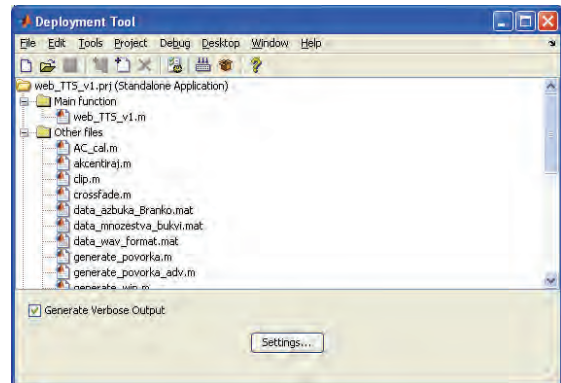 Deployment Tool
File Edit Tools Project Debug Desktop Window Help
web_TTS_v1.prj (Standalone Application)
Main function
web_TTS_v1.m
Other files
AC_cal.m
akcentiraj.m
clip.m
crossfade.m
data_azbuka_Branko.mat
data_mnozestva_bukvi.mat
data_wav_format.mat
generate_povorka.m
generate_povorka_adv.m
generate_win.m
Generate Verbose Output
Settings...